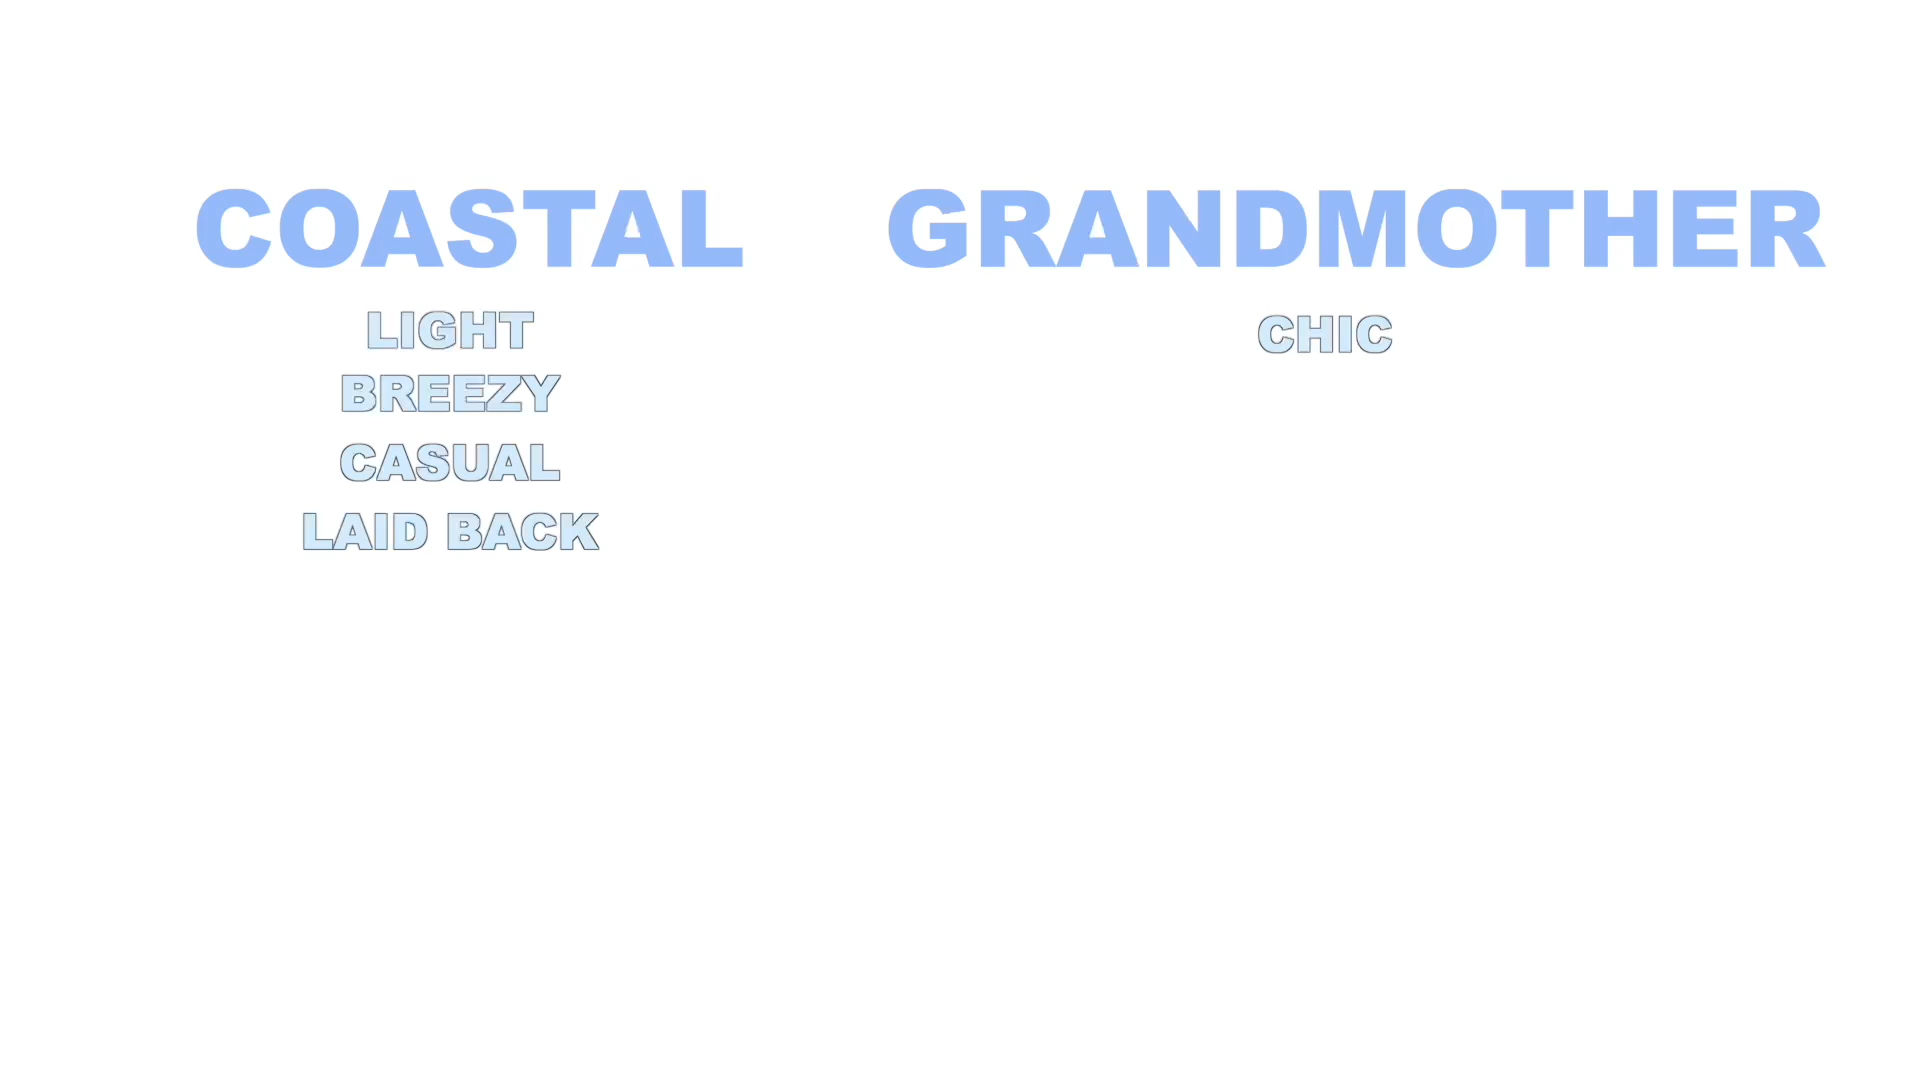 COASTAL GRANDMOTHER
LIGHT
BREEZY
CASUAL
LAID BACK
CHIC